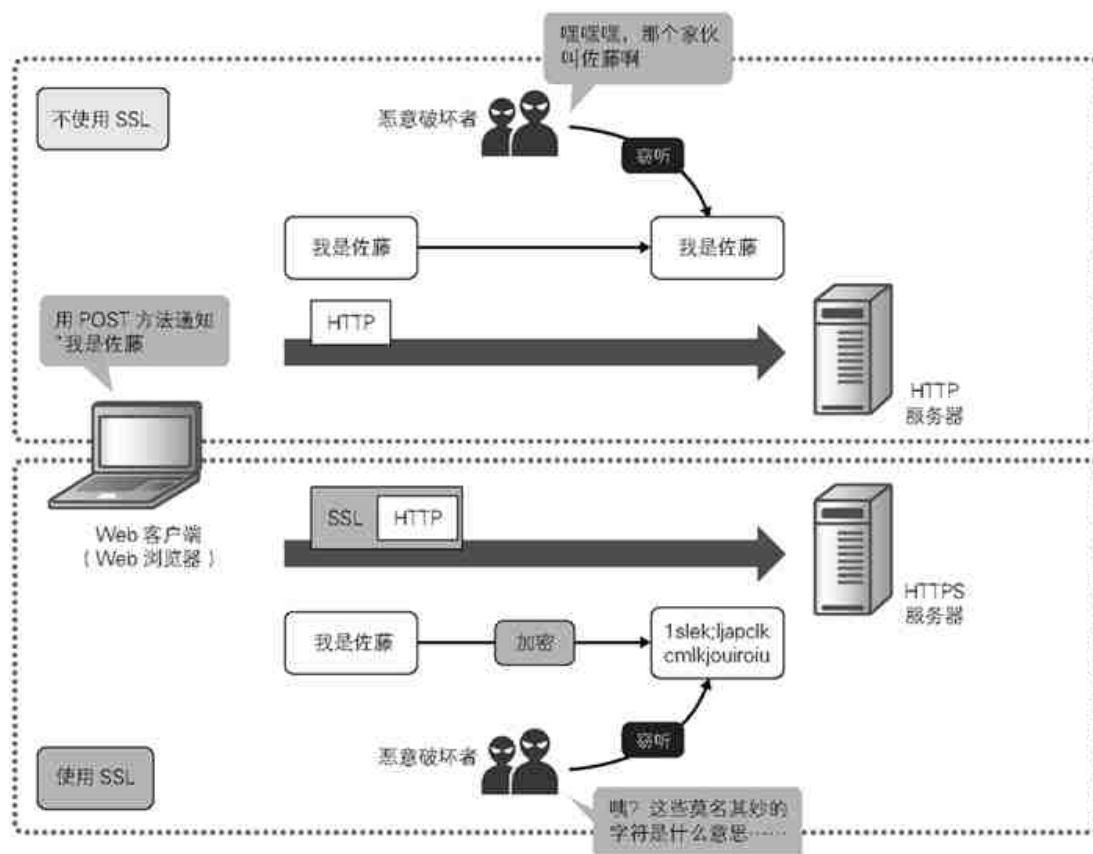 嘿嘿嘿，那个家伙
叫佐藤啊
不使用 SSL
恶意破坏者
窃听
我是佐藤
我是佐藤
用 POST 方法通知
“我是佐藤
HTTP
HTTP
服务器
Web 客户端
（Web 浏览器）
SSL
HTTP
HTTPS
服务器
我是佐藤
加密
1slek;ljapclk
cmlkjouiroiu
窃听
恶意破坏者
使用 SSL
咦？这些莫名其妙的
字符是什么意思……